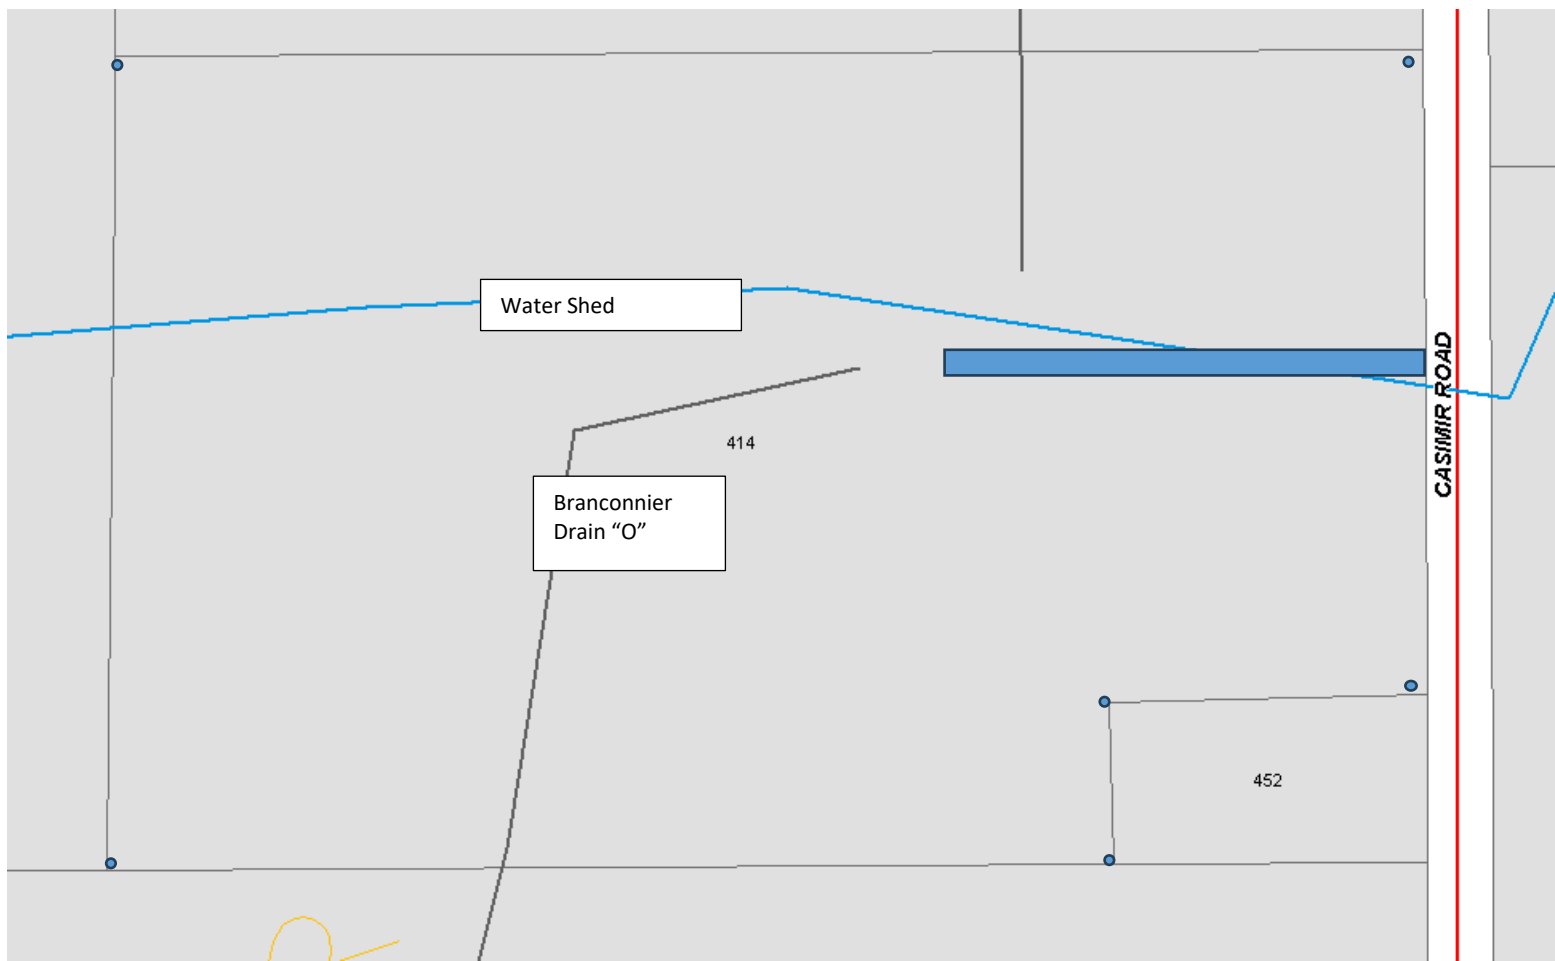 Water Shed
CASIMIR ROAD
414
Branconnier
Drain “O”
452